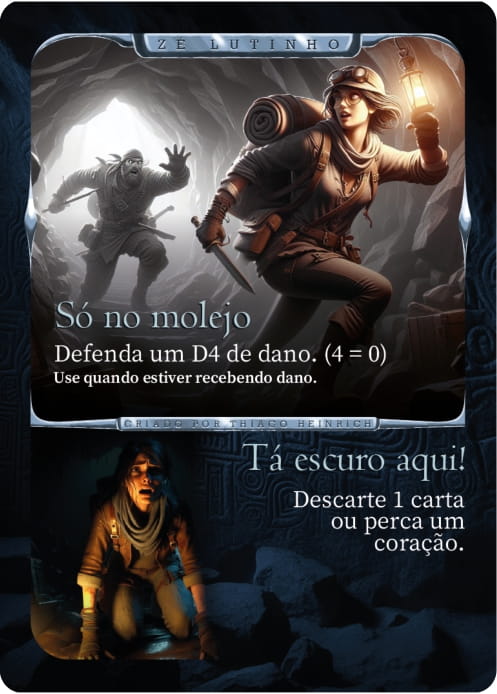 ZÉ LUTINHO
Só no molejo
Defenda um D4 de dano. (4 = 0)
Use quando estiver recebendo dano.
CRIADO POR THIAGO HEINRICH
Tá escuro aqui!
Descarte 1 carta
ou perca um
coração.